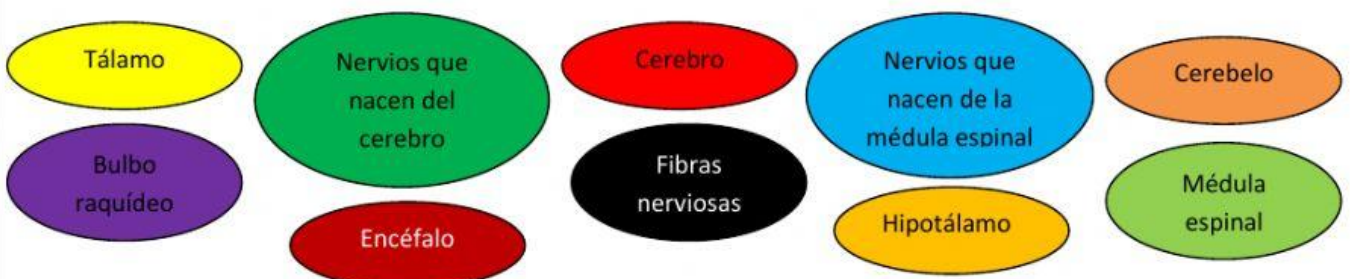 Tálamo
Nervios que
nacen del
cerebro
Cerebro
Nervios que
nacen de la
médula espinal
Cerebelo
Bulbo
raquídeo
Encéfalo
Fibras
nerviosas
Hipotálamo
Médula
espinal